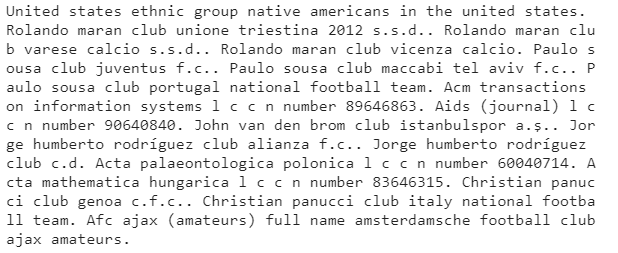 United states ethnic group native americans in the united states.
Rolando maran club unione triestina 2012 s.s.d.. Rolando maran clu
b varese calcio s.s.d.. Rolando maran club vicenza calcio. Paulo s
ousa club juventus f.c.. Paulo sousa club maccabi tel aviv f.c.. P
aulo sousa club portugal national football team. Acm transactions
on information systems l c c n number 89646863. Aids (journal) l c
c n number 90640840. John van den brom club istanbulspor a.ş.. Jor
ge humberto rodríguez club alianza f.c.. Jorge humberto rodríguez
club c.d. Acta palaeontologica polonica l c c n number 60040714. A
cta mathematica hungarica l c c n number 83646315. Christian panuc
ci club genoa c.f.c.. Christian panucci club italy national footba
ll team. Afc ajax (amateurs) full name amsterdamsche football club
ajax amateurs.